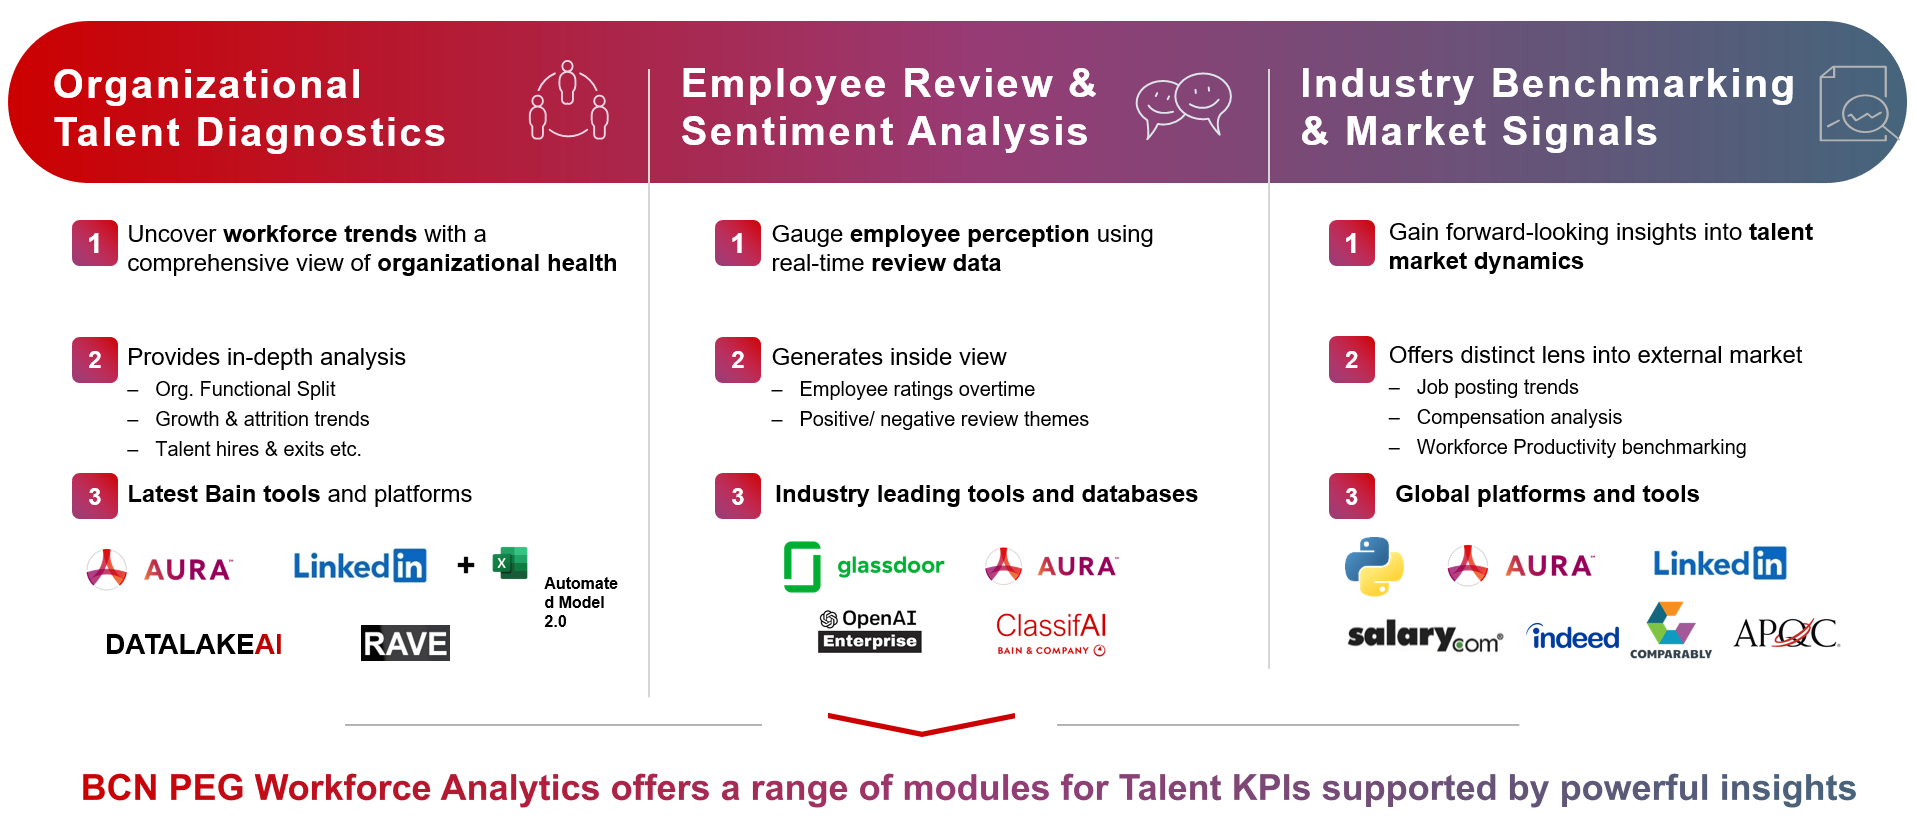 Organizational
Talent Diagnostics
Employee Review &
Sentiment Analysis
Industry Benchmarking
& Market Signals
1
Uncover workforce trends with a
comprehensive view of organizational health
2
Provides in-depth analysis
– Org. Functional Split
– Growth & attrition trends
– Talent hires & exits etc.
3
Latest Bain tools and platforms
AURA™
LinkedIn
+
X
Automate
d Model
2.0
DATALAKEAI
RAVE
1
Gauge employee perception using
real-time review data
2
Generates inside view
– Employee ratings overtime
– Positive/ negative review themes
3
Industry leading tools and databases
glassdoor
AURA™
OpenAI
Enterprise
ClassifAI
BAIN & COMPANY
1
Gain forward-looking insights into talent
market dynamics
2
Offers distinct lens into external market
– Job posting trends
– Compensation analysis
– Workforce Productivity benchmarking
3
Global platforms and tools
AURA™
LinkedIn
salary.com®
indeed
COMPARABLY
APQC®
BCN PEG Workforce Analytics offers a range of modules for Talent KPIs supported by powerful insights